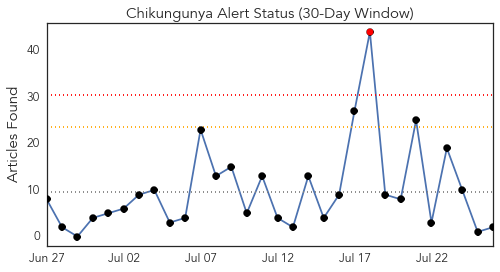 Chikungunya Alert Status (30-Day Window)
Articles Found
40
30
20
10
0
Jun 27 Jul 02 Jul 07 Jul 12 Jul 17 Jul 22